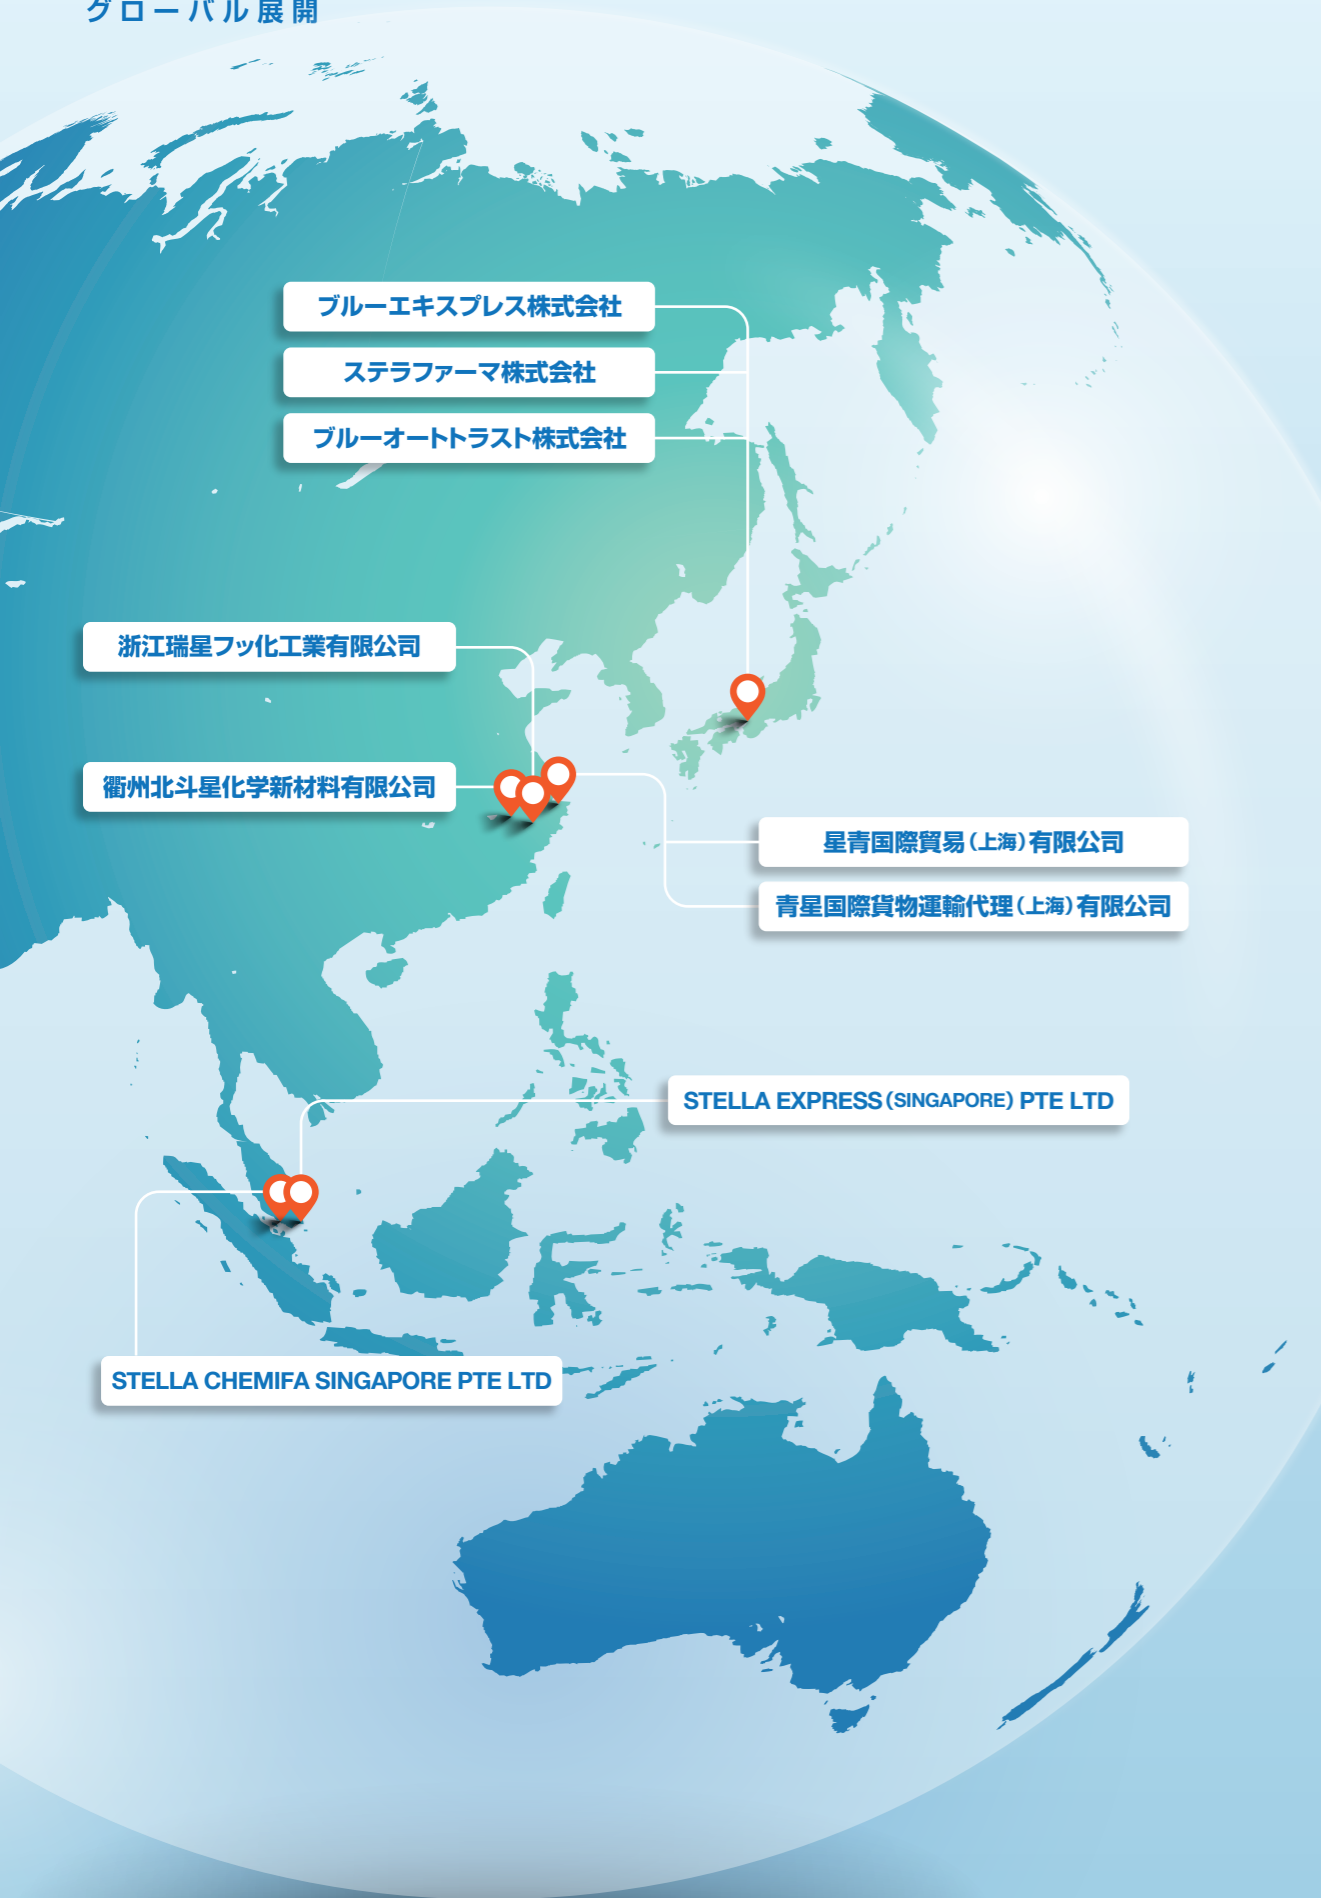 グローバル展開
ブルーエキスプレス株式会社
ステラファーマ株式会社
ブルーオートトラスト株式会社
浙江瑞星フッ化工業有限公司
衢州北斗星化学新材料有限公司
星青国際貿易（上海）有限公司
青星国際貨物運輸代理（上海）有限公司
STELLA EXPRESS（SINGAPORE）PTE LTD
STELLA CHEMIFA SINGAPORE PTE LTD